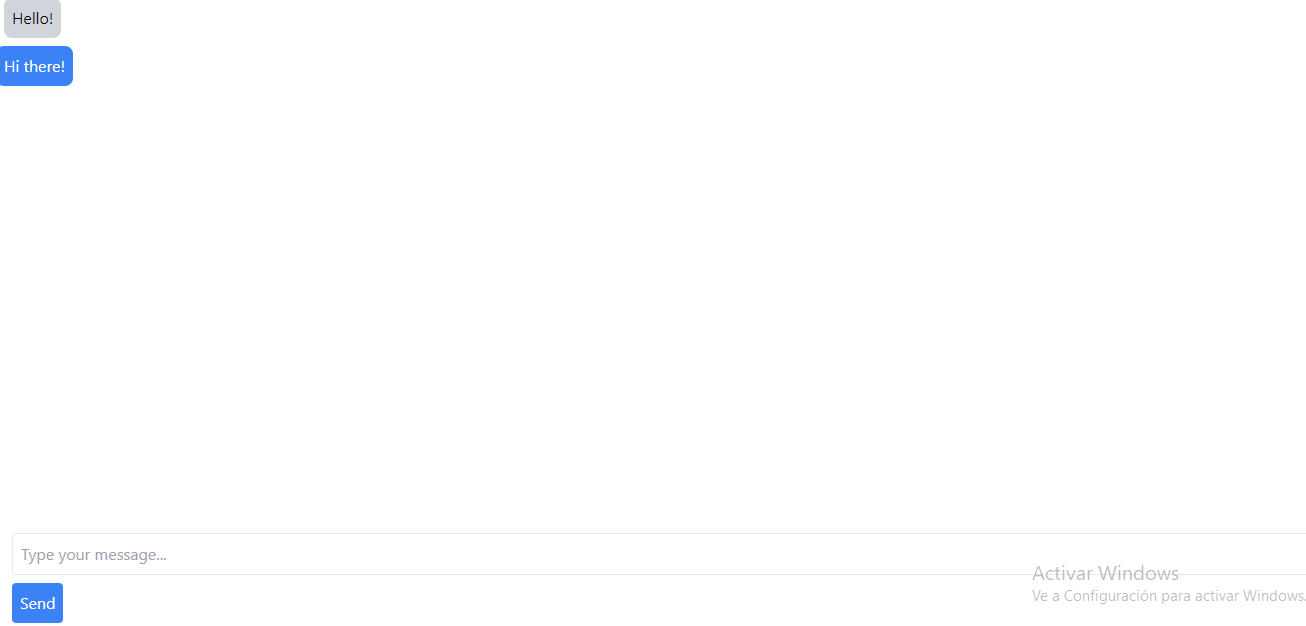 Hello!
Hi there!
Type your message...
Send
Activar Windows
Ve a Configuración para activar Windows.